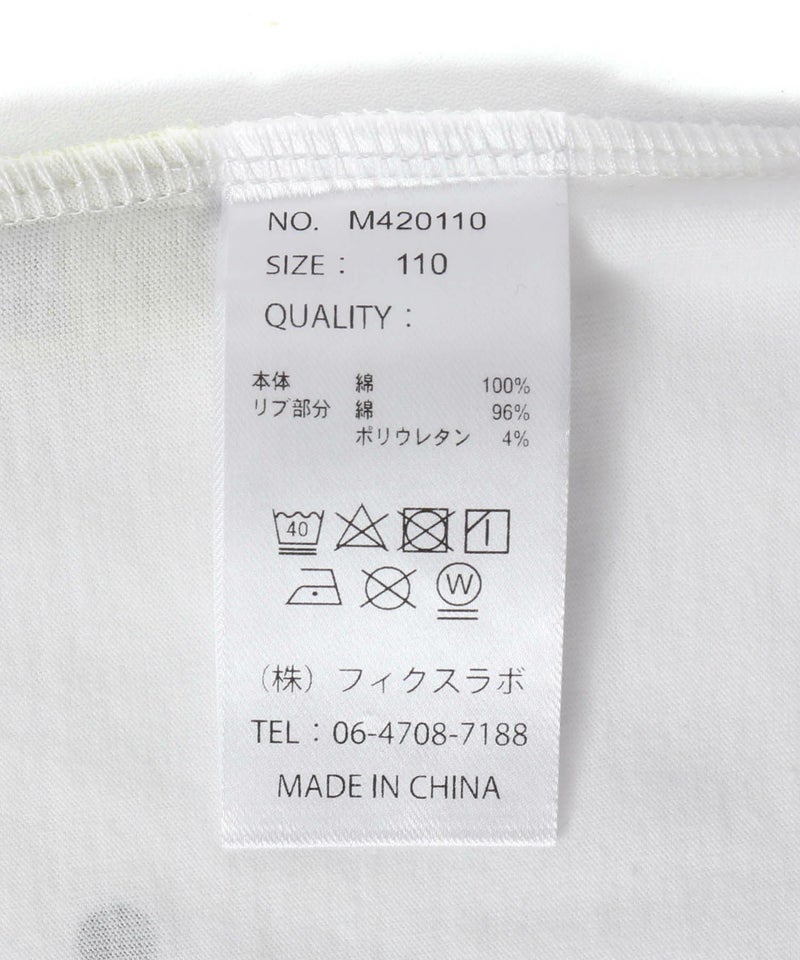 NO. M420110
SIZE : 110
QUALITY :
本体 綿 100%
リブ部分 綿 96%
ポリウレタン 4%
40
W
(株) フィクスラボ
TEL : 06-4708-7188
MADE IN CHINA